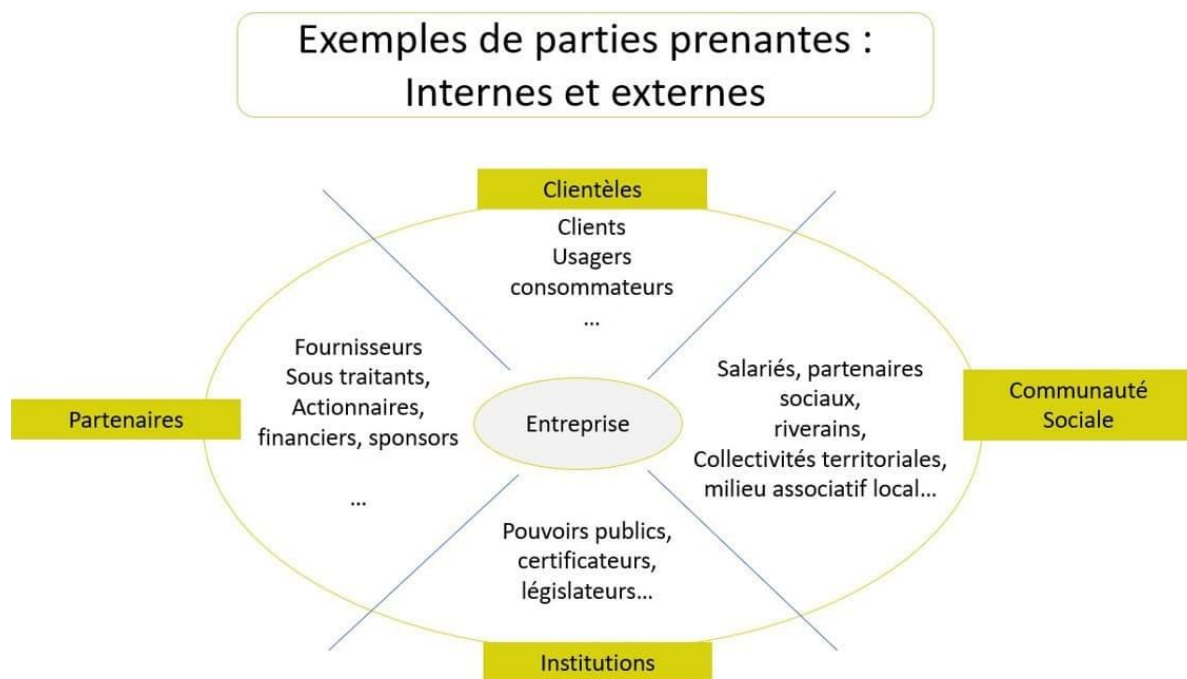 Exemples de parties prenantes :
Internes et externes
Clientèles
Clients
Usagers
consommateurs
...
Partenaires
Fournisseurs
Sous traitants,
Actionnaires,
financiers, sponsors
...
Entreprise
Salariés, partenaires
sociaux,
riverains,
Collectivités territoriales,
milieu associatif local...
Communauté
Sociale
Pouvoirs publics,
certificateurs,
législateurs...
Institutions